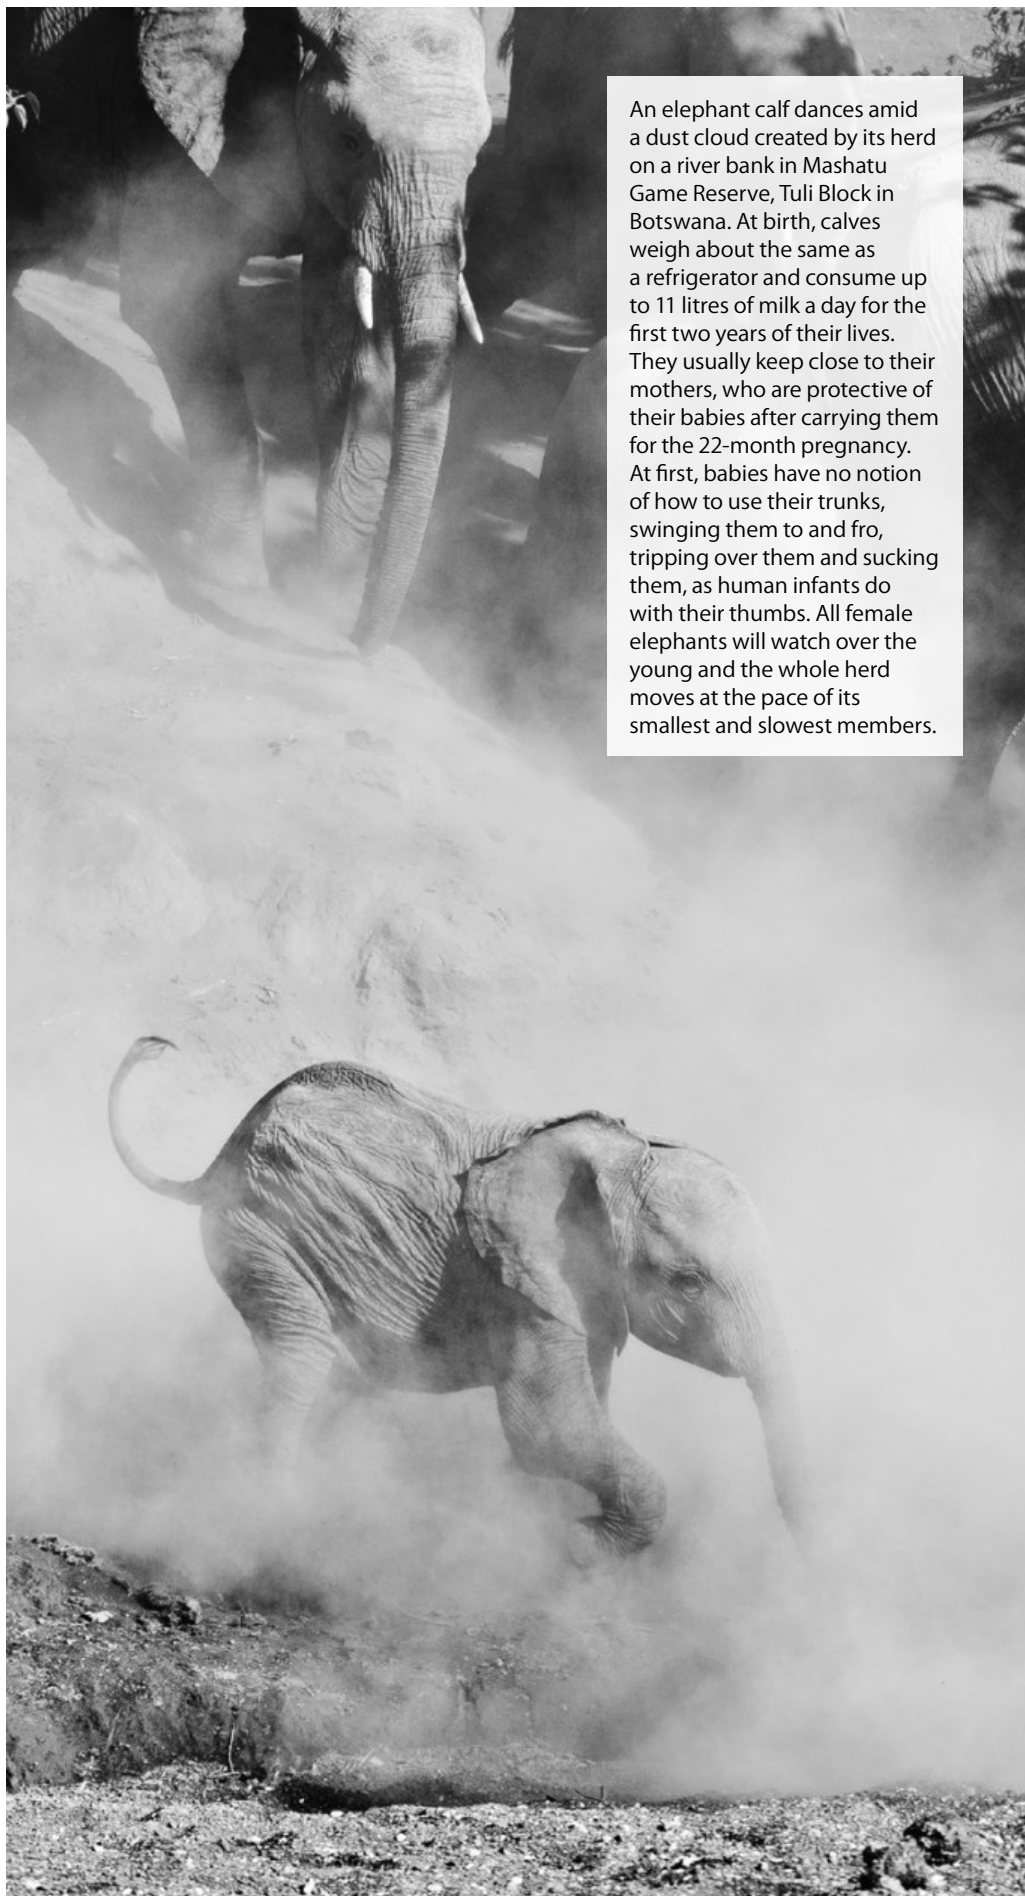 An elephant calf dances amid
a dust cloud created by its herd
on a river bank in Mashatu
Game Reserve, Tuli Block in
Botswana. At birth, calves
weigh about the same as
a refrigerator and consume up
to 11 litres of milk a day for the
first two years of their lives.
They usually keep close to their
mothers, who are protective of
their babies after carrying them
for the 22-month pregnancy.
At first, babies have no notion
of how to use their trunks,
swinging them to and fro,
tripping over them and sucking
them, as human infants do
with their thumbs. All female
elephants will watch over the
young and the whole herd
moves at the pace of its
smallest and slowest members.